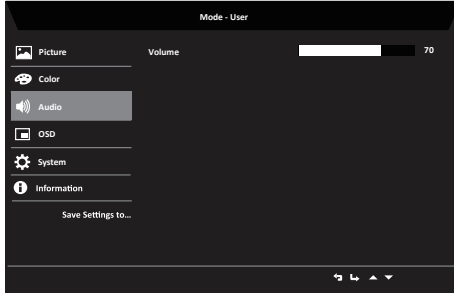 Mode - User
Picture
Volume 70
Color
Audio
OSD
System
Information
Save Settings to...